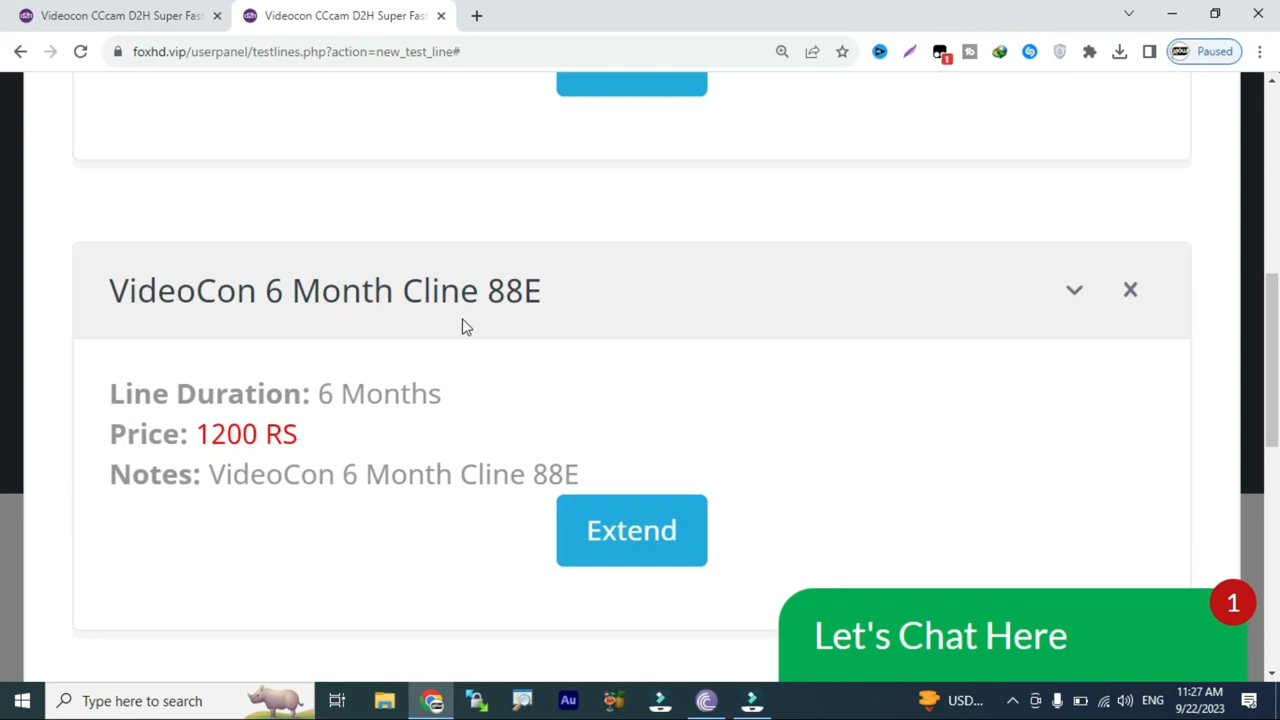 Videocon CCcam D2H Super Fast
Videocon CCcam D2H Super Fast
foxhd.vip/userpanel/testlines.php?action=new_test_line#
1
Paused
VideoCon 6 Month Cline 88E
Line Duration: 6 Months
Price: 1200 RS
Notes: VideoCon 6 Month Cline 88E
Extend
1
Let's Chat Here
Type here to search
Au
USD...
ENG
11:27 AM
9/22/2023